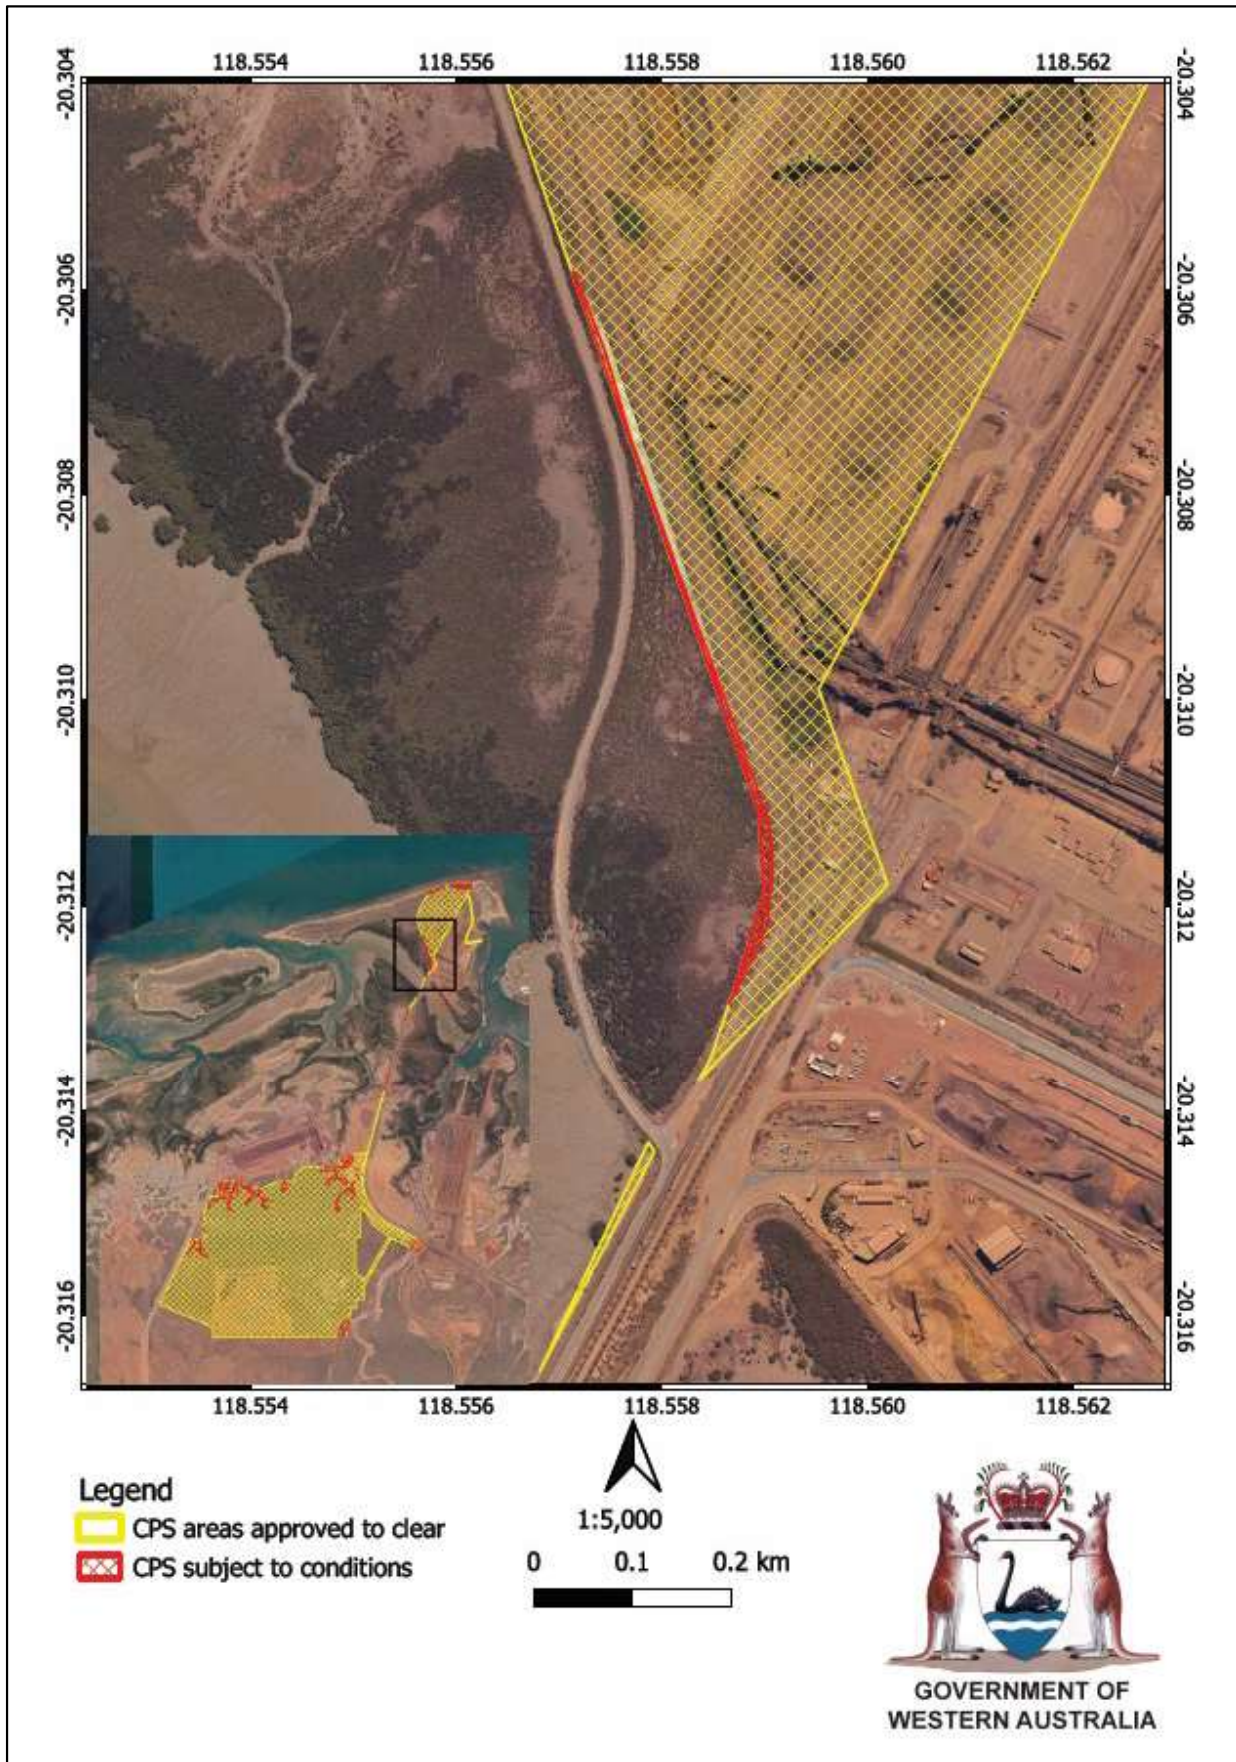 118.554 118.556 118.558 118.560 118.562
-20.304 -20.304
-20.306 -20.306
-20.308 -20.308
-20.310 -20.310
-20.312 -20.312
-20.314 -20.314
-20.316 -20.316
118.554 118.556 118.558 118.560 118.562
Legend
CPS areas approved to clear
CPS subject to conditions
1:5,000
0 0.1 0.2 km
GOVERNMENT OF
WESTERN AUSTRALIA